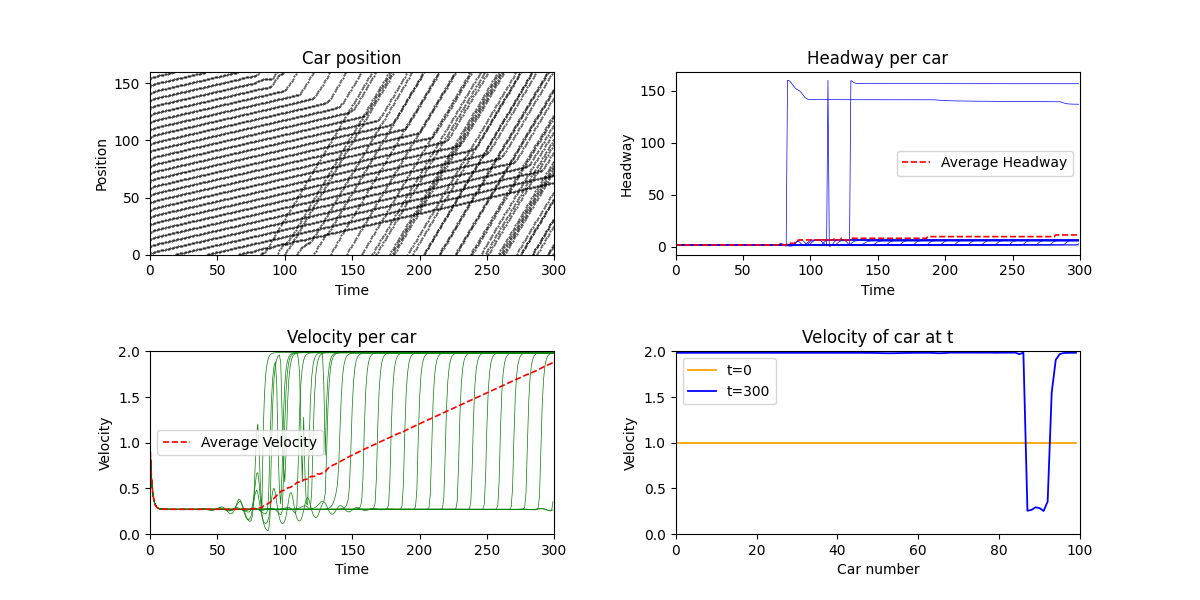 Car position
Position
150
100
50
0
0 50 100 150 200 250 300
Time
Headway per car
Headway
150
100
50
0
Average Headway
0 50 100 150 200 250 300
Time
Velocity per car
Velocity
2.0
1.5
1.0
0.5
0.0
Average Velocity
0 50 100 150 200 250 300
Time
Velocity of car at t
Velocity
2.0
1.5
1.0
0.5
0.0
t=0
t=300
0 20 40 60 80 100
Car number